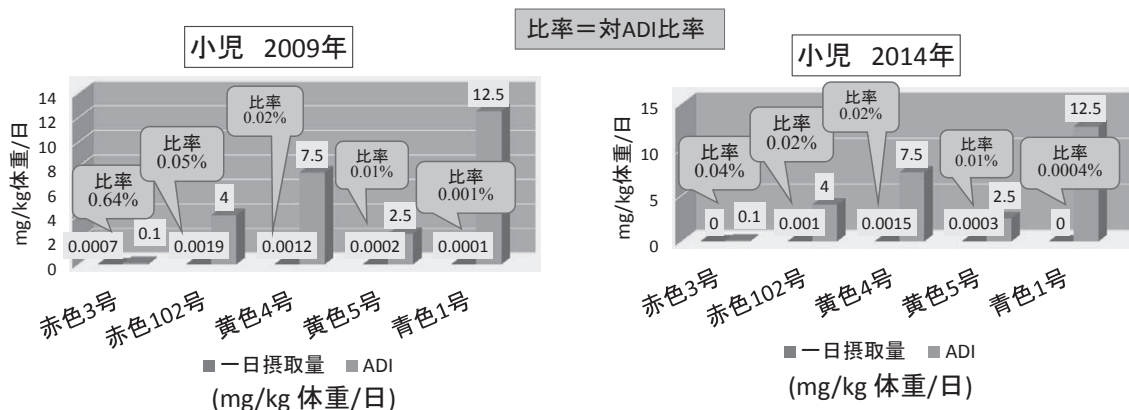 比率＝対ADI比率
小児 2009年
mg/kg体重/日
14
12
10
8
6
4
2
0
比率
0.64%
比率
0.05%
比率
0.02%
比率
0.01%
比率
0.001%
0.0007
0.1
0.0019
4
0.0012
7.5
0.0002
2.5
0.0001
12.5
赤色3号
赤色102号
黄色4号
黄色5号
青色1号
■一日摂取量 ■ADI
(mg/kg 体重/日)
小児 2014年
mg/kg体重/日
15
10
5
0
比率
0.04%
比率
0.02%
比率
0.02%
比率
0.01%
比率
0.0004%
0
0.1
0.001
4
0.0015
7.5
0.0003
2.5
0
12.5
赤色3号
赤色102号
黄色4号
黄色5号
青色1号
■一日摂取量 ■ADI
(mg/kg 体重/日)